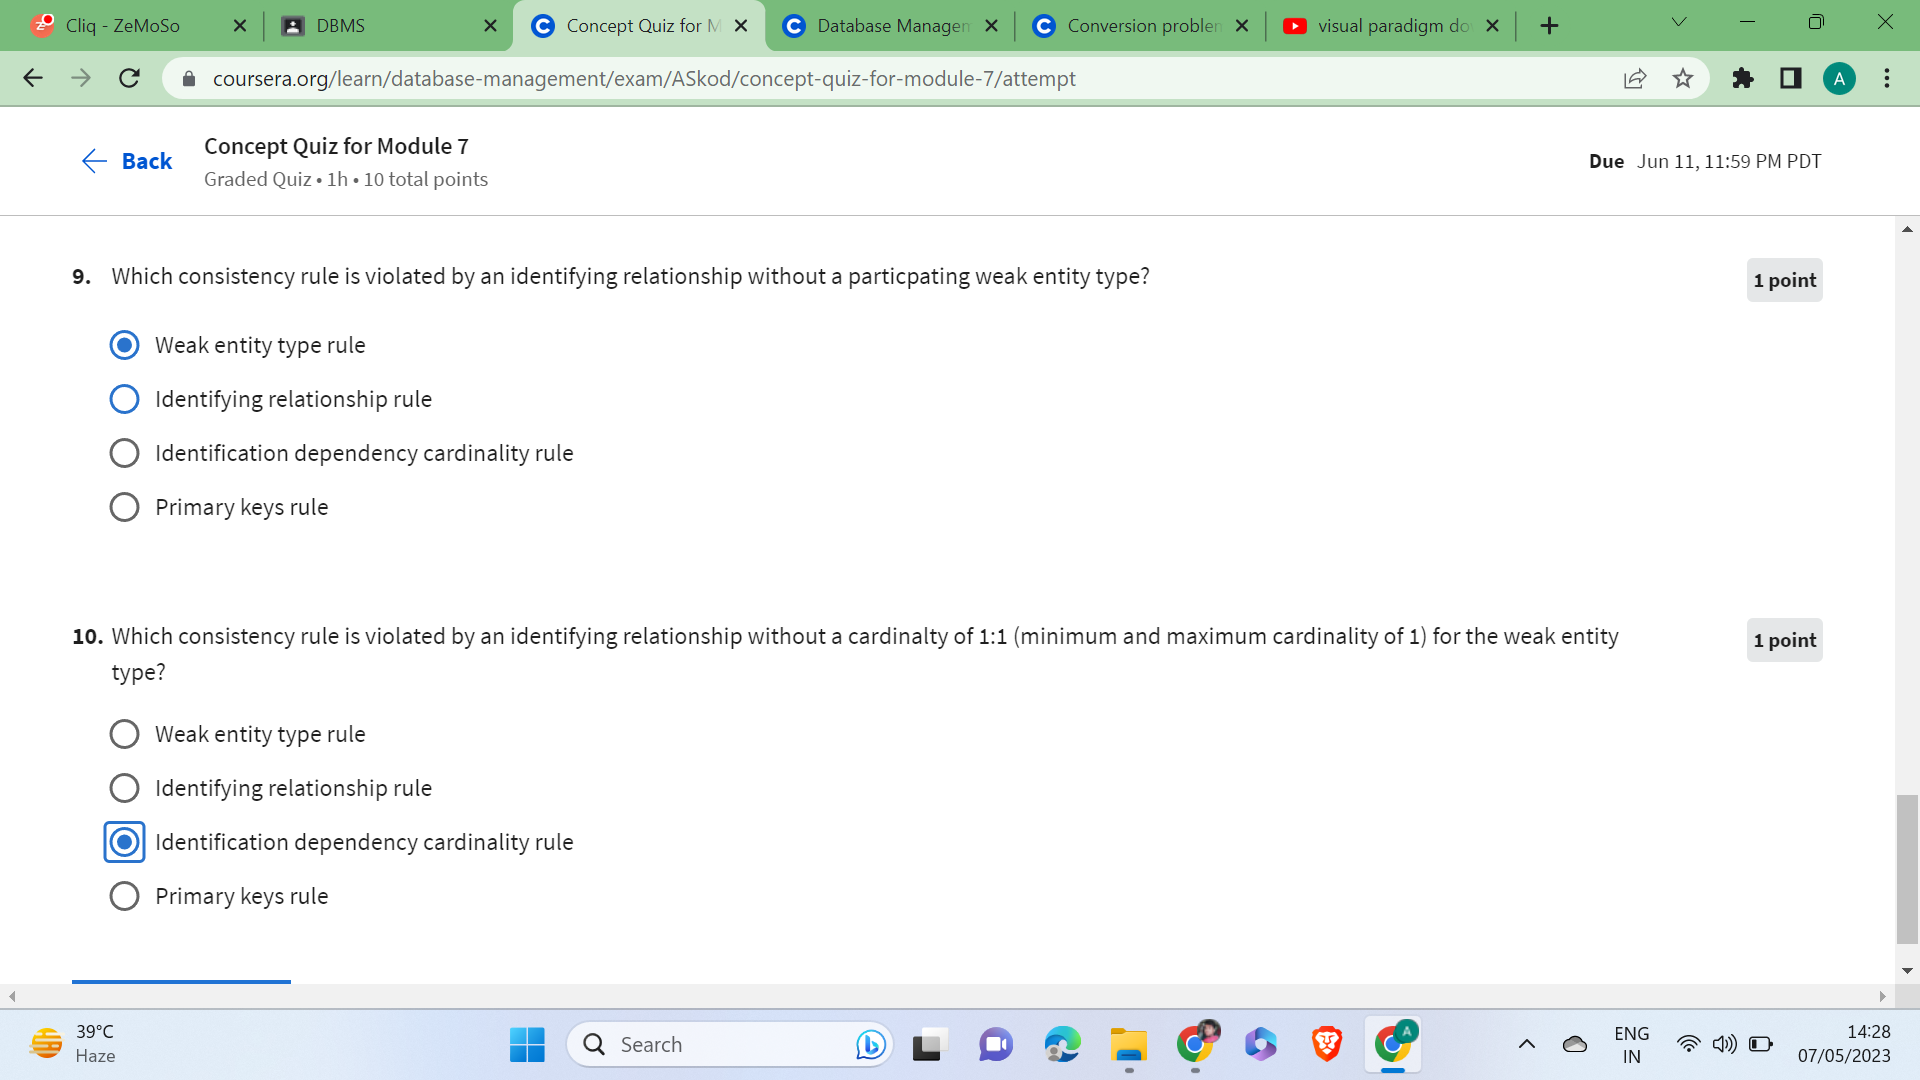 Cliq - ZeMoSo
DBMS
Concept Quiz for M
Database Managem
Conversion problem
visual paradigm do
coursera.org/learn/database-management/exam/ASkod/concept-quiz-for-module-7/attempt
A
Back
Concept Quiz for Module 7
Graded Quiz • 1h • 10 total points
Due Jun 11, 11:59 PM PDT
9. Which consistency rule is violated by an identifying relationship without a particpating weak entity type?
1 point
Weak entity type rule
Identifying relationship rule
Identification dependency cardinality rule
Primary keys rule
10. Which consistency rule is violated by an identifying relationship without a cardinalty of 1:1 (minimum and maximum cardinality of 1) for the weak entity
type?
1 point
Weak entity type rule
Identifying relationship rule
Identification dependency cardinality rule
Primary keys rule
39°C
Haze
Search
A
ENG
IN
14:28
07/05/2023